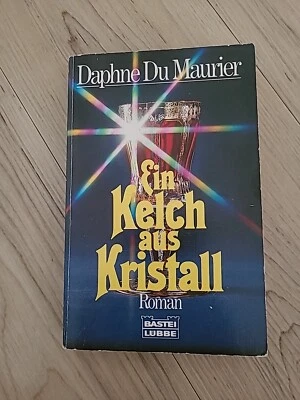 Daphne Du Maurier
Ein
Kelch
aus
Kristall
Roman
BASTEI
LÜBBE